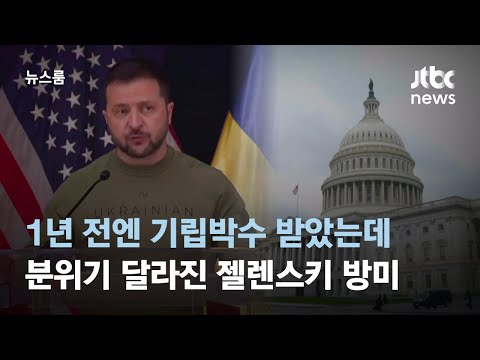 뉴스룸
jtbc
news
I'M
UKRAINIAN
1년 전엔 기립박수 받았는데
분위기 달라진 젤렌스키 방미